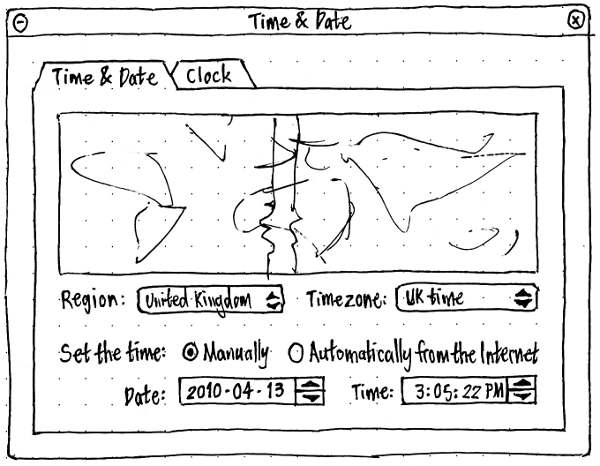 Time & Date
Time & Date Clock
Region: United Kingdom Timezone: UK time
Set the time: Manually Automatically from the Internet
Date: 2010-04-13 Time: 3:05:22 PM